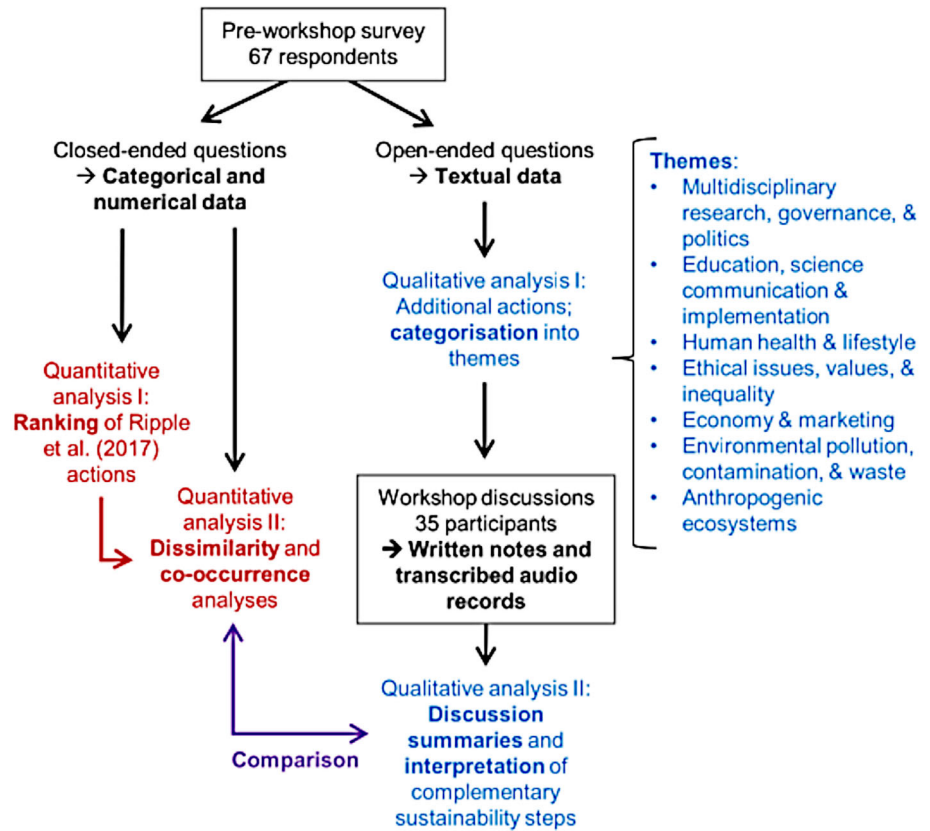 Pre-workshop survey
67 respondents
Closed-ended questions
→ Categorical and
numerical data
Open-ended questions
→ Textual data
Qualitative analysis I:
Additional actions;
categorisation into
themes
Themes:
• Multidisciplinary
research, governance, &
politics
• Education, science
communication &
implementation
• Human health & lifestyle
• Ethical issues, values, &
inequality
• Economy & marketing
• Environmental pollution,
contamination, & waste
• Anthropogenic
ecosystems
Quantitative
analysis I:
Ranking of Ripple
et al. (2017)
actions
Quantitative
analysis II:
Dissimilarity and
co-occurrence
analyses
Workshop discussions
35 participants
→ Written notes and
transcribed audio
records
Qualitative analysis II:
Discussion
summaries and
interpretation of
complementary
sustainability steps
Comparison